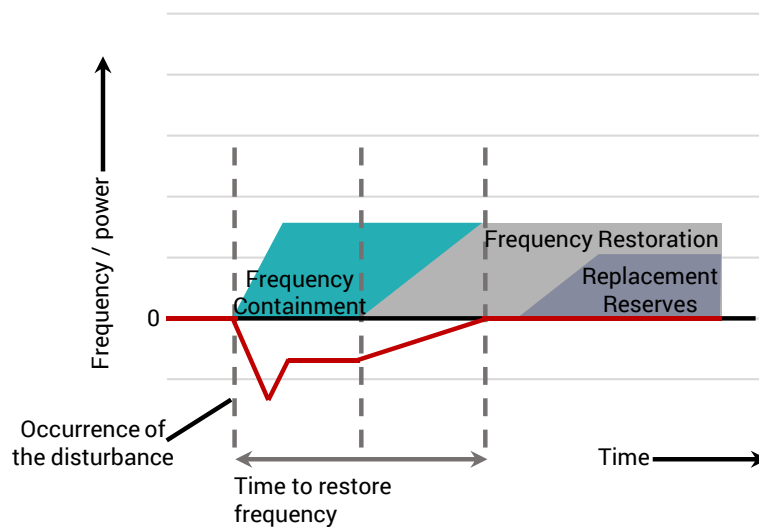 Frequency / power
Frequency Restoration
Frequency
Containment
Replacement
Reserves
0
Occurrence of
the disturbance
Time
Time to restore
frequency